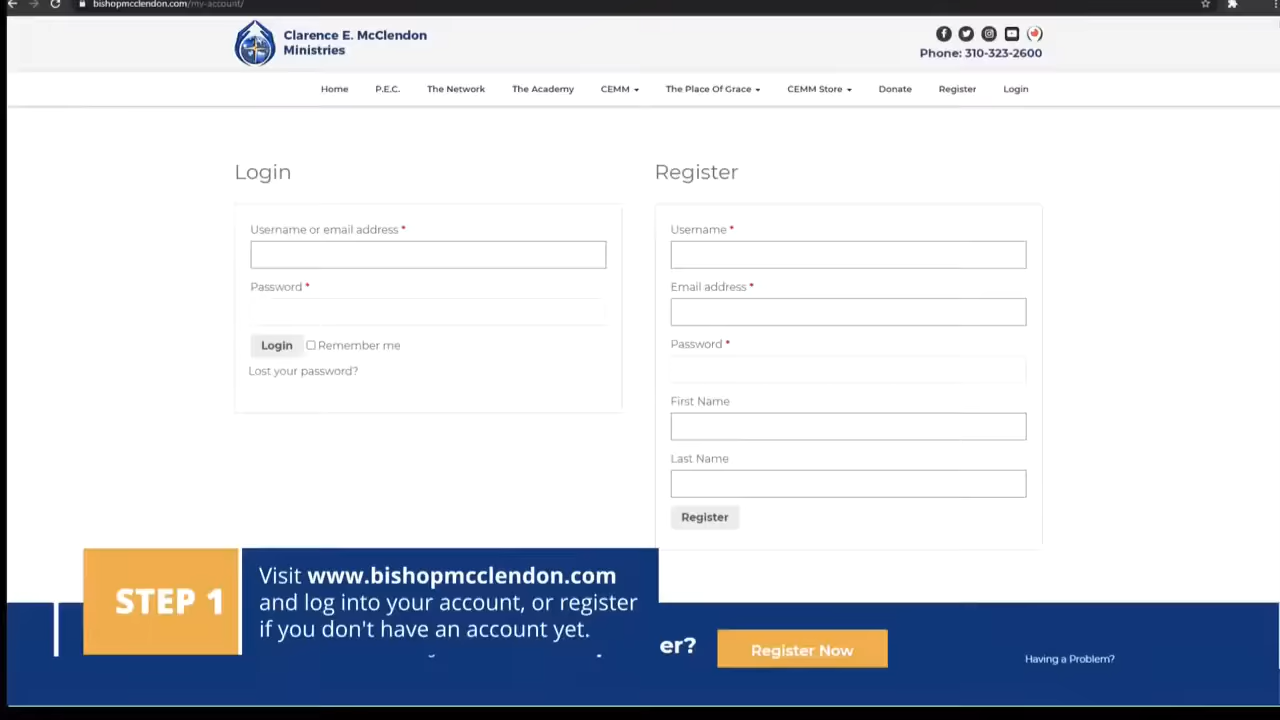 bishopmcclendon.com/my-account/
Clarence E. McClendon
Ministries
Phone: 310-323-2600
Home P.E.C. The Network The Academy CEMM The Place Of Grace CEMM Store Donate Register Login
Login
Username or email address *
Password *
Login Remember me
Lost your password?
Register
Username *
Email address *
Password *
First Name
Last Name
Register
STEP 1
Visit www.bishopmcclendon.com
and log into your account, or register
if you don't have an account yet.
er?
Register Now
Having a Problem?